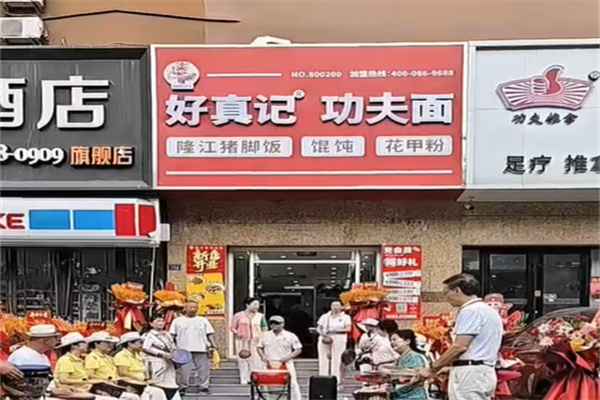 酒店
0909 旗舰店
KE
NO.800200 加盟热线:400-086-9688
好真记® 功夫面
隆江猪脚饭 馄饨 花甲粉
功夫推拿
足疗 推拿